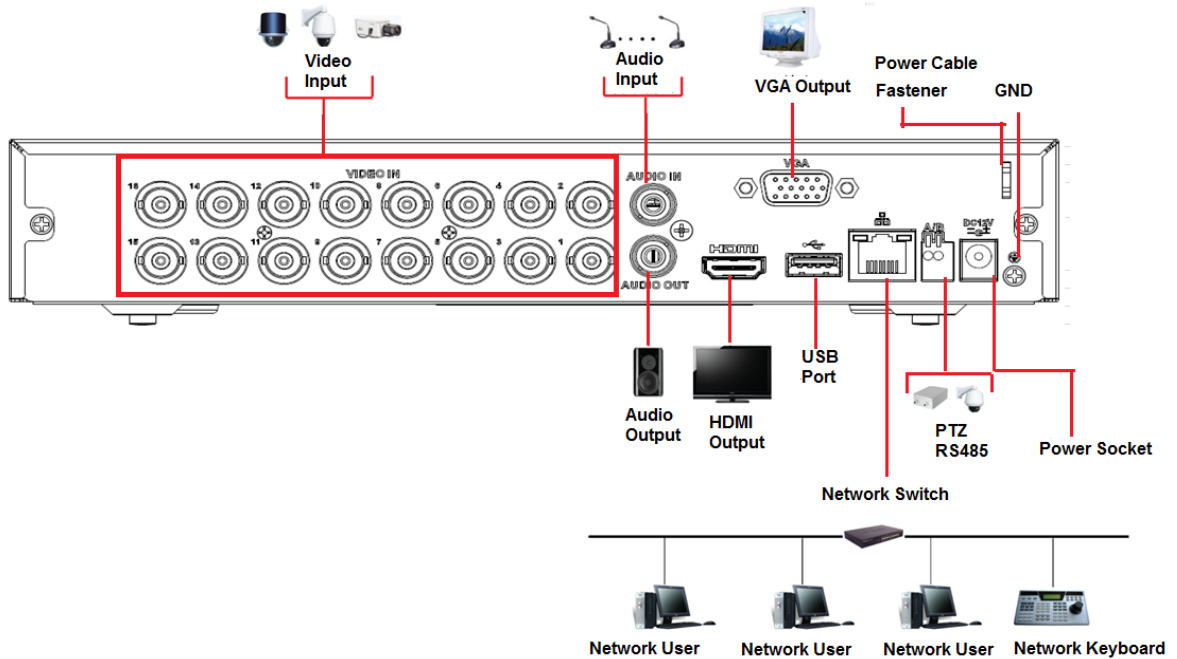 Video
Input
Audio
Input
VGA Output
Power Cable
Fastener
GND
VIDEO IN
16 14 12 10 8 6 4 2
15 13 11 9 7 5 3 1
AUDIO IN
AUDIO OUT
VGA
HDMI
A/B
DC12V
Audio
Output
HDMI
Output
USB
Port
PTZ
RS485
Power Socket
Network Switch
Network User
Network User
Network User
Network Keyboard